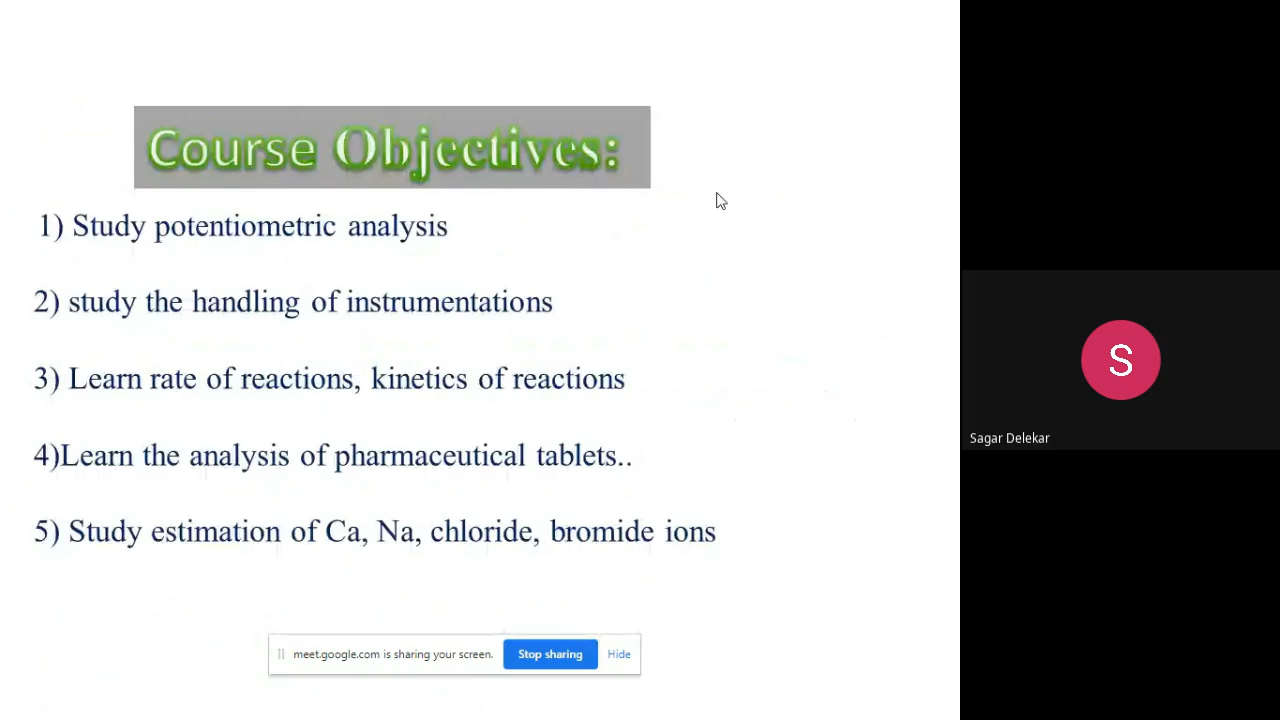 Course Objectives:
1) Study potentiometric analysis
2) study the handling of instrumentations
3) Learn rate of reactions, kinetics of reactions
4)Learn the analysis of pharmaceutical tablets..
5) Study estimation of Ca, Na, chloride, bromide ions
meet.google.com is sharing your screen. Stop sharing Hide
S
Sagar Delekar